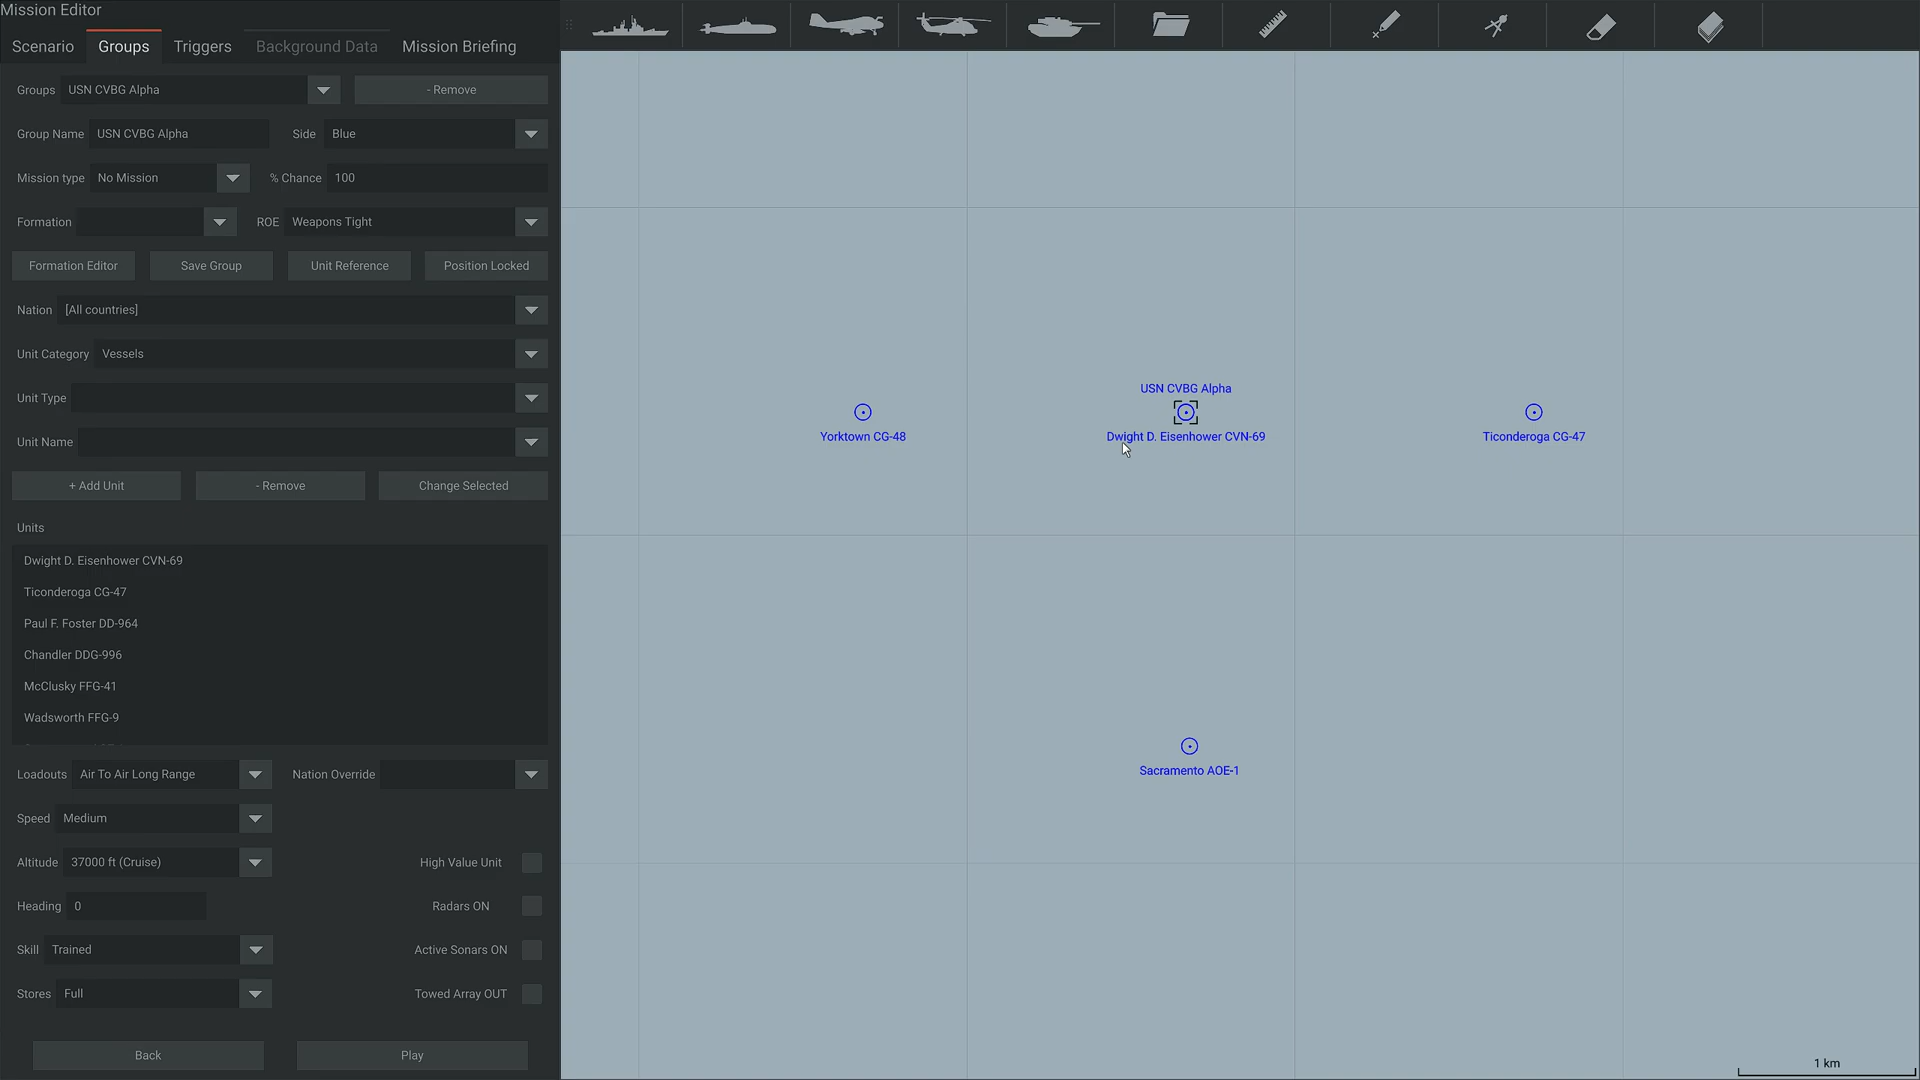 Mission Editor
Scenario
Groups
Triggers
Background Data
Mission Briefing
Groups
USN CVBG Alpha
- Remove
Group Name
USN CVBG Alpha
Side
Blue
Mission type
No Mission
% Chance
100
Formation
ROE
Weapons Tight
Formation Editor
Save Group
Unit Reference
Position Locked
Nation
[All countries]
Unit Category
Vessels
Unit Type
Unit Name
+ Add Unit
- Remove
Change Selected
Units
Dwight D. Eisenhower CVN-69
Ticonderoga CG-47
Paul F. Foster DD-964
Chandler DDG-996
McClusky FFG-41
Wadsworth FFG-9
Loadouts
Air To Air Long Range
Nation Override
Speed
Medium
Altitude
37000 ft (Cruise)
High Value Unit
Heading
0
Radars ON
Skill
Trained
Active Sonars ON
Stores
Full
Towed Array OUT
Back
Play
USN CVBG Alpha
Yorktown CG-48
Dwight D. Eisenhower CVN-69
Ticonderoga CG-47
Sacramento AOE-1
1 km